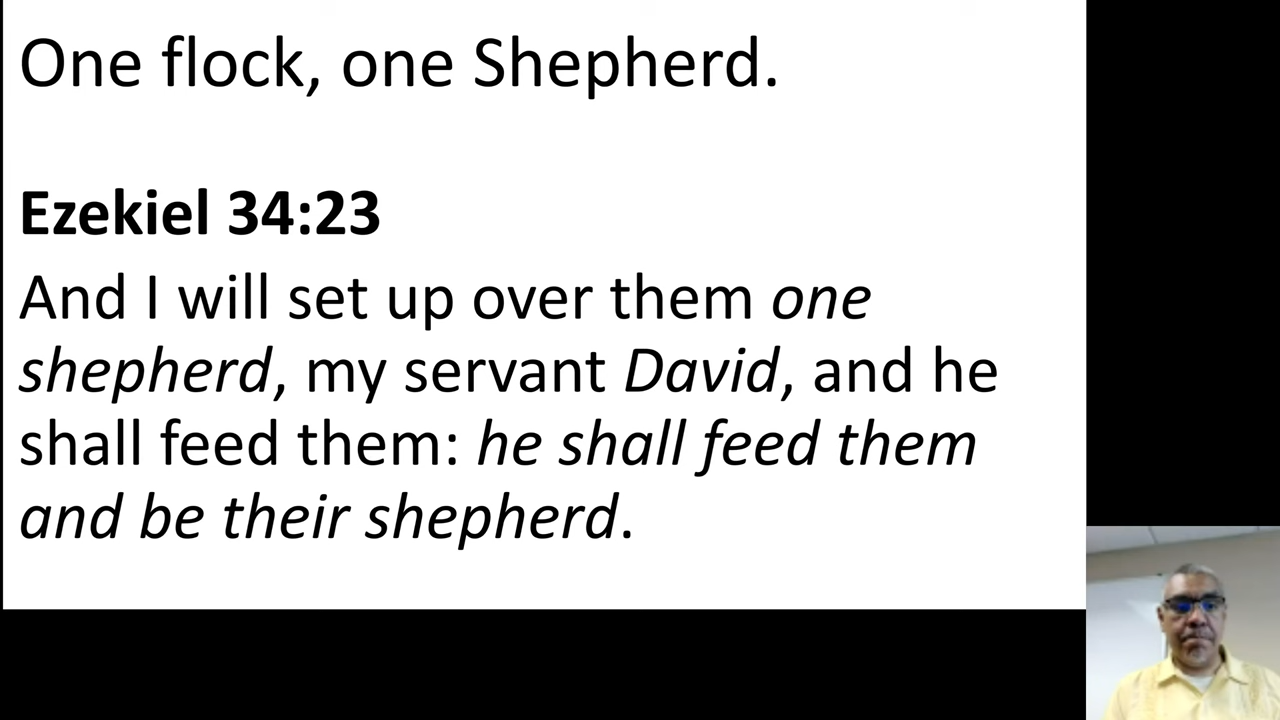 One flock, one Shepherd.
Ezekiel 34:23
And I will set up over them one
shepherd, my servant David, and he
shall feed them: he shall feed them
and be their shepherd.